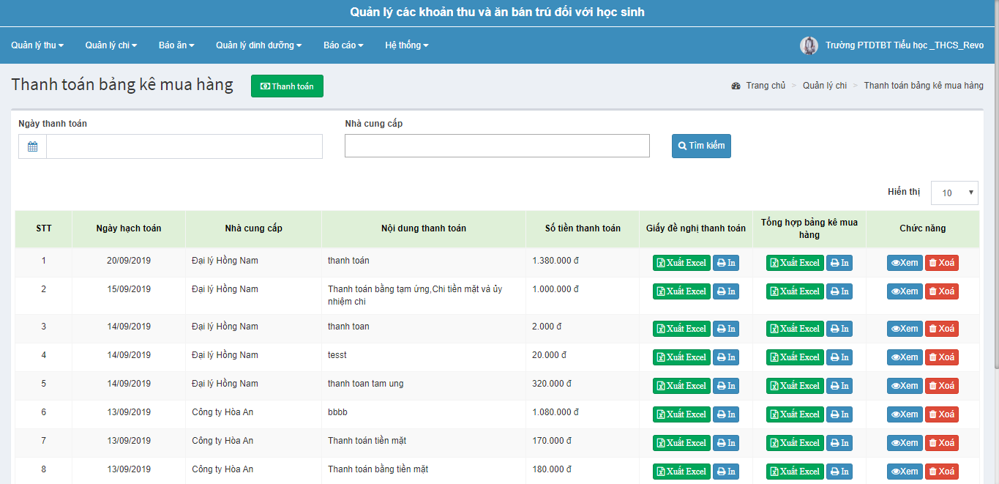 Quản lý các khoản thu và ăn bán trú đối với học sinh
Quản lý thu Quản lý chi Báo ăn Quản lý dinh dưỡng Báo cáo Hệ thống Trường PTDTBT Tiểu học _THCS_Revo
Thanh toán bảng kê mua hàng Thanh toán Trang chủ > Quản lý chi > Thanh toán bảng kê mua hàng
Ngày thanh toán Nhà cung cấp
Tìm kiếm
Hiển thị 10
STT Ngày hạch toán Nhà cung cấp Nội dung thanh toán Số tiền thanh toán Giấy đề nghị thanh toán Tổng hợp bảng kê mua hàng Chức năng
1 20/09/2019 Đại lý Hồng Nam thanh toán 1.380.000 đ Xuất Excel In Xuất Excel In Xem Xoá
2 15/09/2019 Đại lý Hồng Nam Thanh toán bằng tạm ứng,Chi tiền mặt và ủy nhiệm chi 1.000.000 đ Xuất Excel In Xuất Excel In Xem Xoá
3 14/09/2019 Đại lý Hồng Nam thanh toan 2.000 đ Xuất Excel In Xuất Excel In Xem Xoá
4 14/09/2019 Đại lý Hồng Nam tesst 20.000 đ Xuất Excel In Xuất Excel In Xem Xoá
5 14/09/2019 Đại lý Hồng Nam thanh toan tam ung 320.000 đ Xuất Excel In Xuất Excel In Xem Xoá
6 13/09/2019 Công ty Hòa An bbbb 1.080.000 đ Xuất Excel In Xuất Excel In Xem Xoá
7 13/09/2019 Công ty Hòa An Thanh toán tiền mặt 170.000 đ Xuất Excel In Xuất Excel In Xem Xoá
8 13/09/2019 Công ty Hòa An Thanh toán bằng tiền mặt 180.000 đ Xuất Excel In Xuất Excel In Xem Xoá